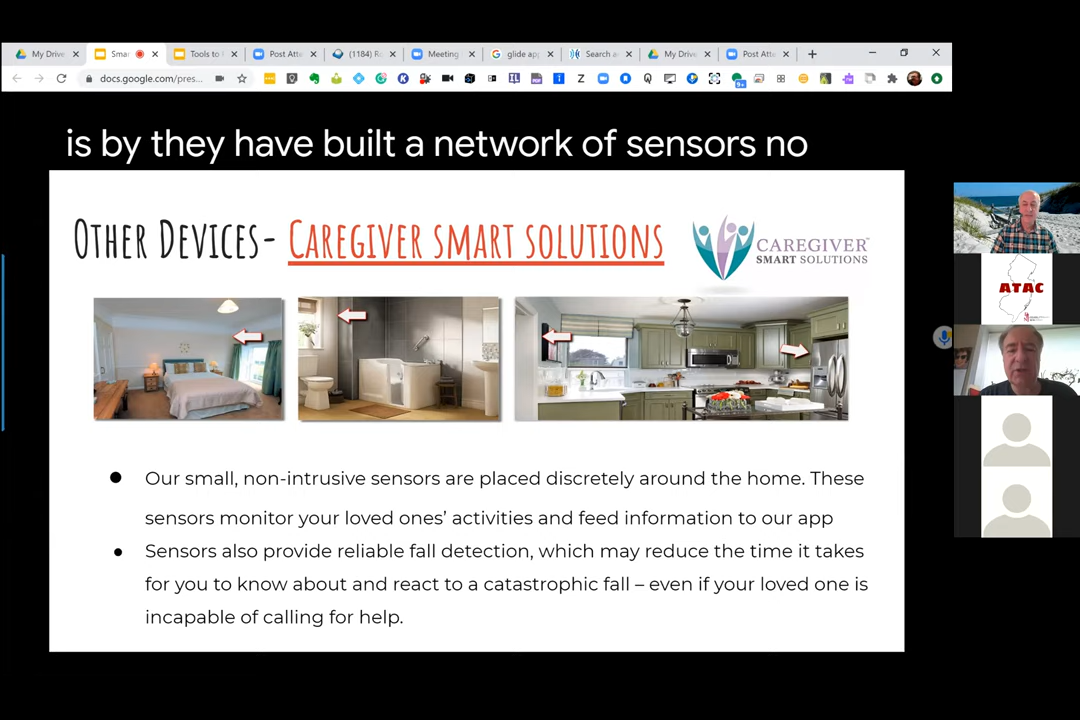 My Drive
Smar
Tools to
Post Atte
(1184) R
Meeting
glide app
Search a
My Drive
Post Atte
docs.google.com/pres...
is by they have built a network of sensors no
OTHER DEVICES- CAREGIVER SMART SOLUTIONS
CAREGIVER™
SMART SOLUTIONS
ATAC
Our small, non-intrusive sensors are placed discretely around the home. These
sensors monitor your loved ones' activities and feed information to our app
Sensors also provide reliable fall detection, which may reduce the time it takes
for you to know about and react to a catastrophic fall – even if your loved one is
incapable of calling for help.